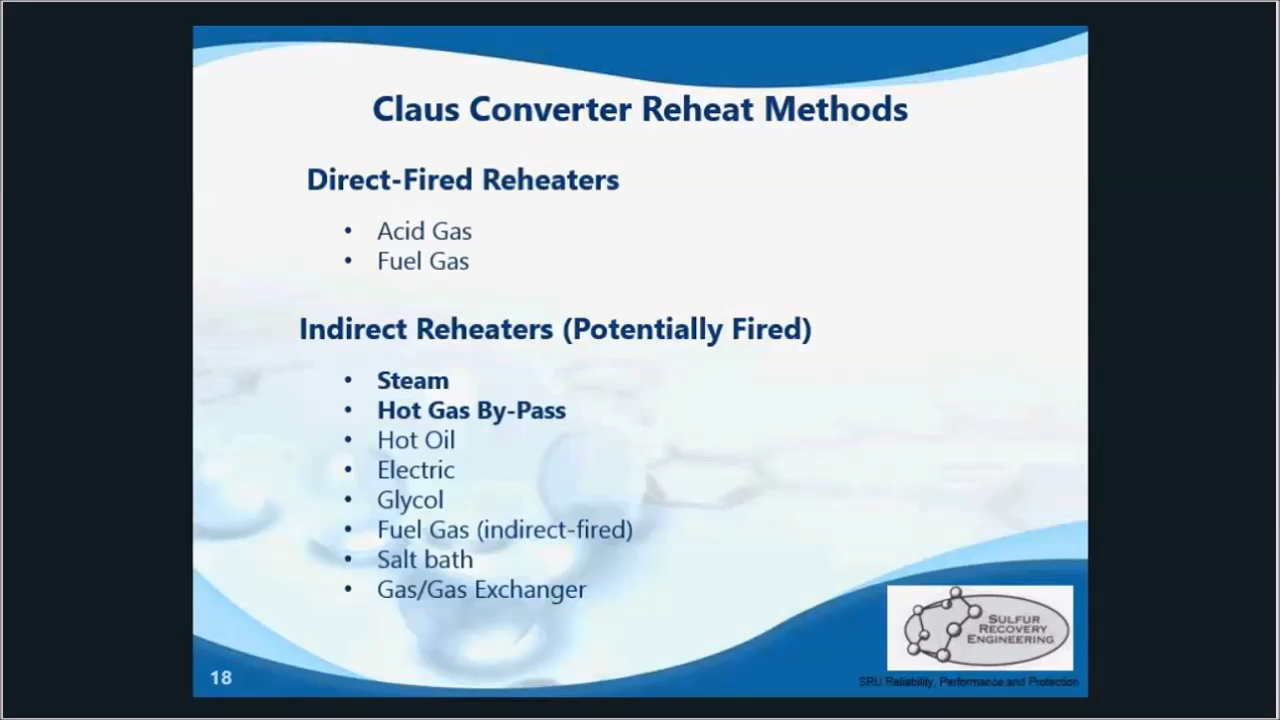 Claus Converter Reheat Methods
Direct-Fired Reheaters
• Acid Gas
• Fuel Gas
Indirect Reheaters (Potentially Fired)
• Steam
• Hot Gas By-Pass
• Hot Oil
• Electric
• Glycol
• Fuel Gas (indirect-fired)
• Salt bath
• Gas/Gas Exchanger
SULFUR
RECOVERY
ENGINEERING
18
SRU Reliability, Performance and Protection